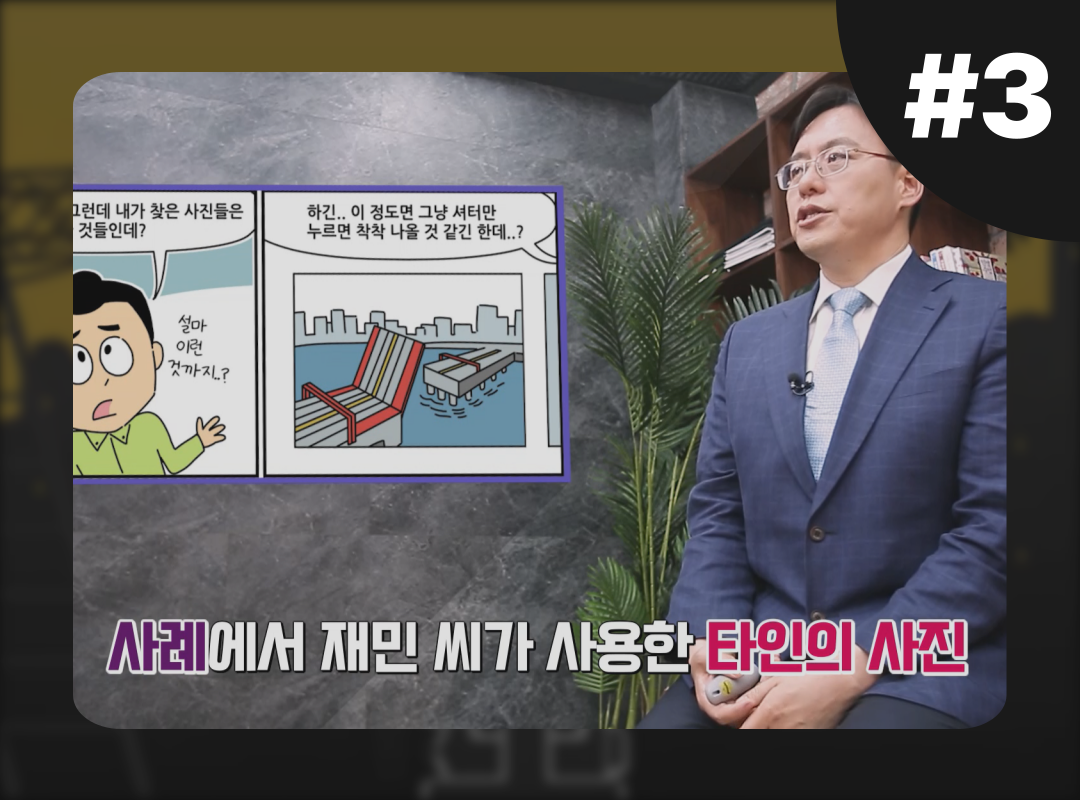 #3
그런데 내가 찾은 사진들은
것들인데?
하긴.. 이 정도면 그냥 셔터만
누르면 착착 나올 것 같긴 한데..?
설마
이런
것까지..?
사례에서 재민 씨가 사용한 타인의 사진